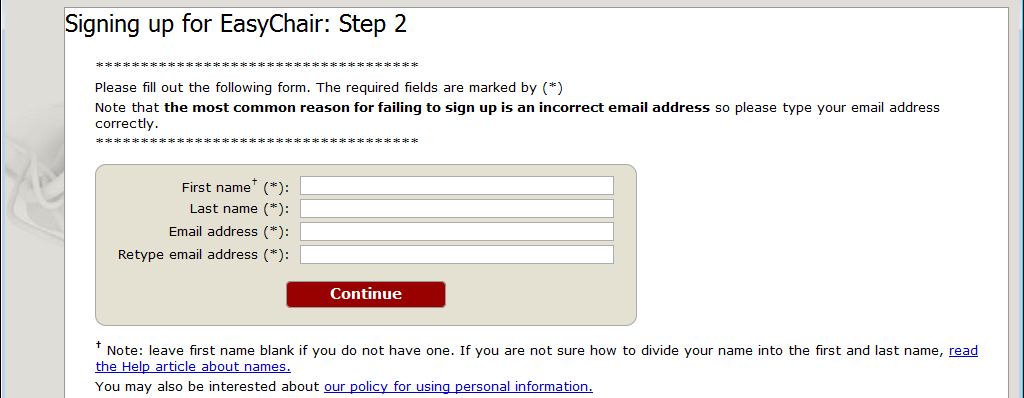 Signing up for EasyChair: Step 2
************************************
Please fill out the following form. The required fields are marked by (*)
Note that the most common reason for failing to sign up is an incorrect email address so please type your email address
correctly.
************************************
First name† (*):
Last name (*):
Email address (*):
Retype email address (*):
Continue
† Note: leave first name blank if you do not have one. If you are not sure how to divide your name into the first and last name, read
the Help article about names.
You may also be interested about our policy for using personal information.